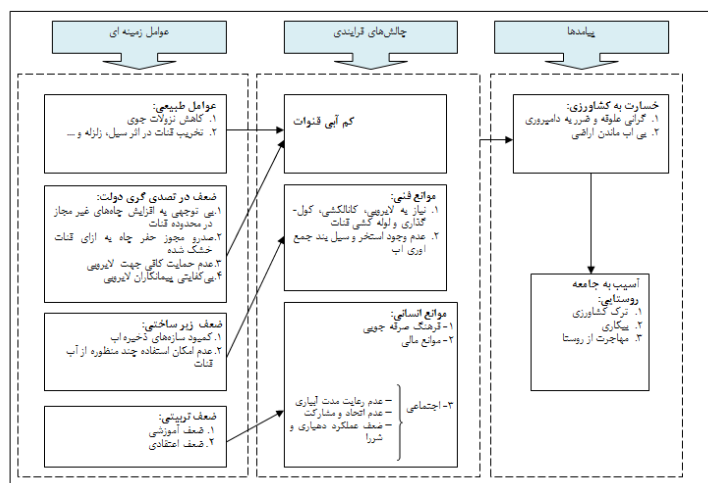 عوامل زمینه ای
چالش‌های فرایندی
پیامدها
عوامل طبیعی:
۱. کاهش نزولات جوی
۲. تخریب قنات در اثر سیل، زلزله و ...
ضعف در تصدی گری دولت:
۱. بی توجهی به افزایش چاه‌های غیر مجاز
در محدوده قنات
۲. صدرو مجوز حفر چاه به ازای قنات
خشک شده
۳. عدم حمایت کافی جهت لایروبی
۴. بی‌کفایتی پیمانکاران لایروبی
ضعف زیر ساختی:
۱. کمبود سازه‌های ذخیره اب
۲. عدم امکان استفاده چند منظوره از آب
قنات
ضعف تربیتی:
۱. ضعف آموزشی
۲. ضعف اعتقادی
کم آبی قنوات
موانع فنی:
۱. نیاز به لایروبی، کانالکشی، کول-
گذاری و لوله کشی قنات
۲. عدم وجود استخر و سیل بند جمع
اوری اب
موانع انسانی:
۱- فرهنگ صرفه جویی
۲- موانع مالی
۳- اجتماعی
– عدم رعایت مدت آبیاری
– عدم اتحاد و مشارکت
– ضعف عملکرد دهیاری و
شررا
خسارت به کشاورزی:
۱. گرانی علوفه و ضرر به دامپروری
۲. بی اب ماندن اراضی
آسیب به جامعه
روستایی:
۱. ترک کشاورزی
۲. بیکاری
۳. مهاجرت از روستا